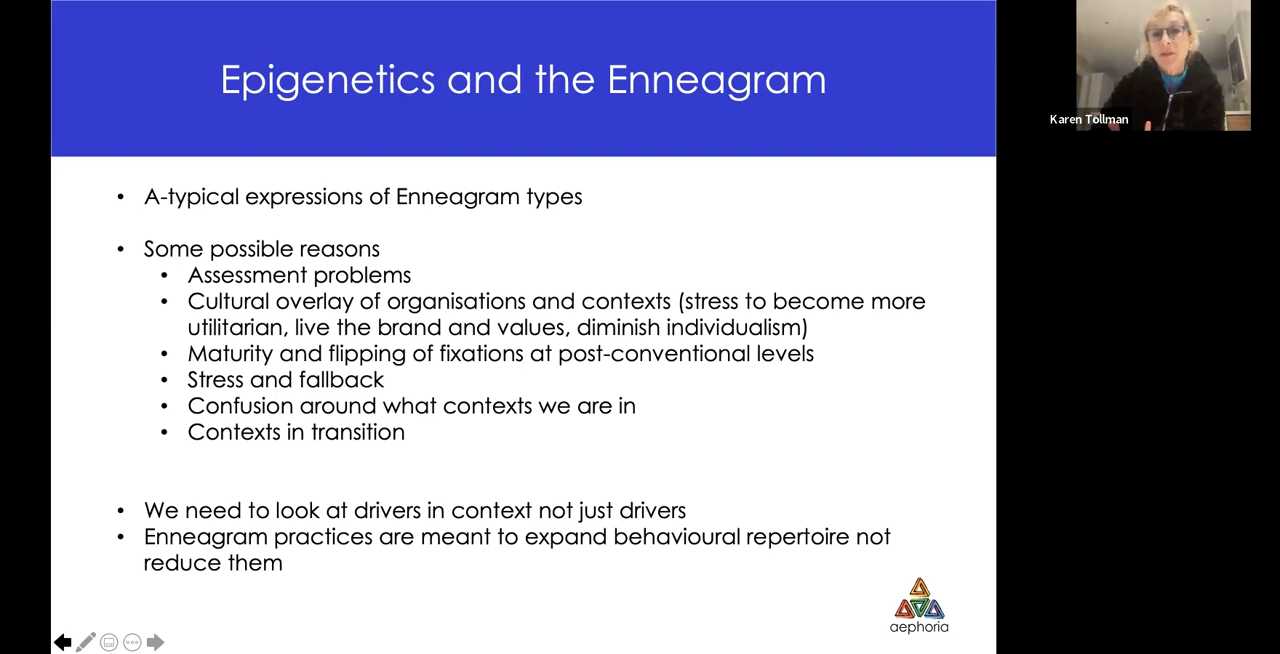 Epigenetics and the Enneagram
Karen Tollman
• A-typical expressions of Enneagram types
• Some possible reasons
• Assessment problems
• Cultural overlay of organisations and contexts (stress to become more
utilitarian, live the brand and values, diminish individualism)
• Maturity and flipping of fixations at post-conventional levels
• Stress and fallback
• Confusion around what contexts we are in
• Contexts in transition
• We need to look at drivers in context not just drivers
• Enneagram practices are meant to expand behavioural repertoire not
reduce them
aephoria